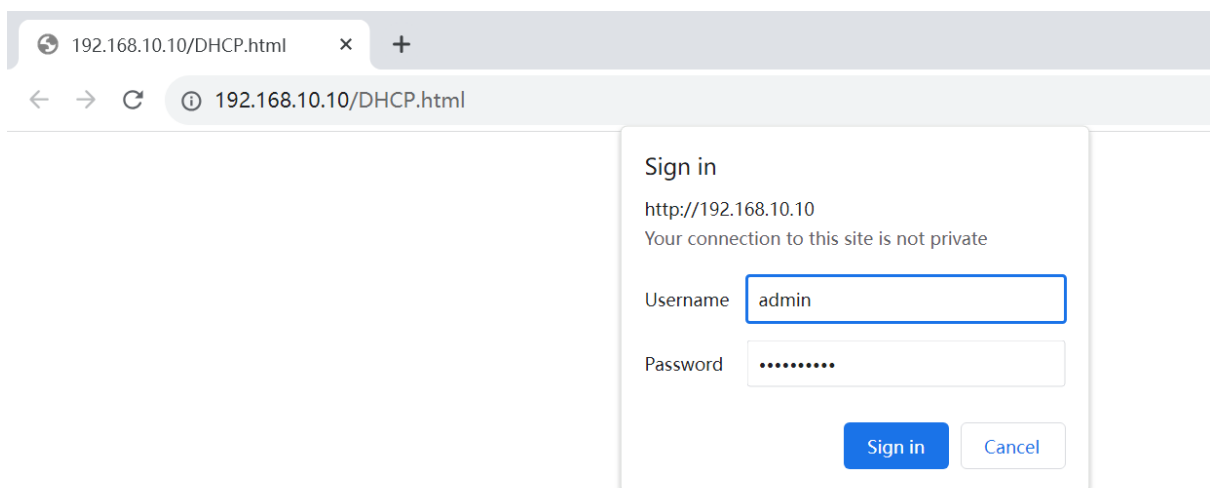 192.168.10.10/DHCP.html
192.168.10.10/DHCP.html
Sign in
http://192.168.10.10
Your connection to this site is not private
Username admin
Password ••••••••••
Sign in Cancel